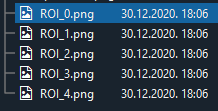 ROI_0.png 30.12.2020. 18:06
ROI_1.png 30.12.2020. 18:06
ROI_2.png 30.12.2020. 18:06
ROI_3.png 30.12.2020. 18:06
ROI_4.png 30.12.2020. 18:06